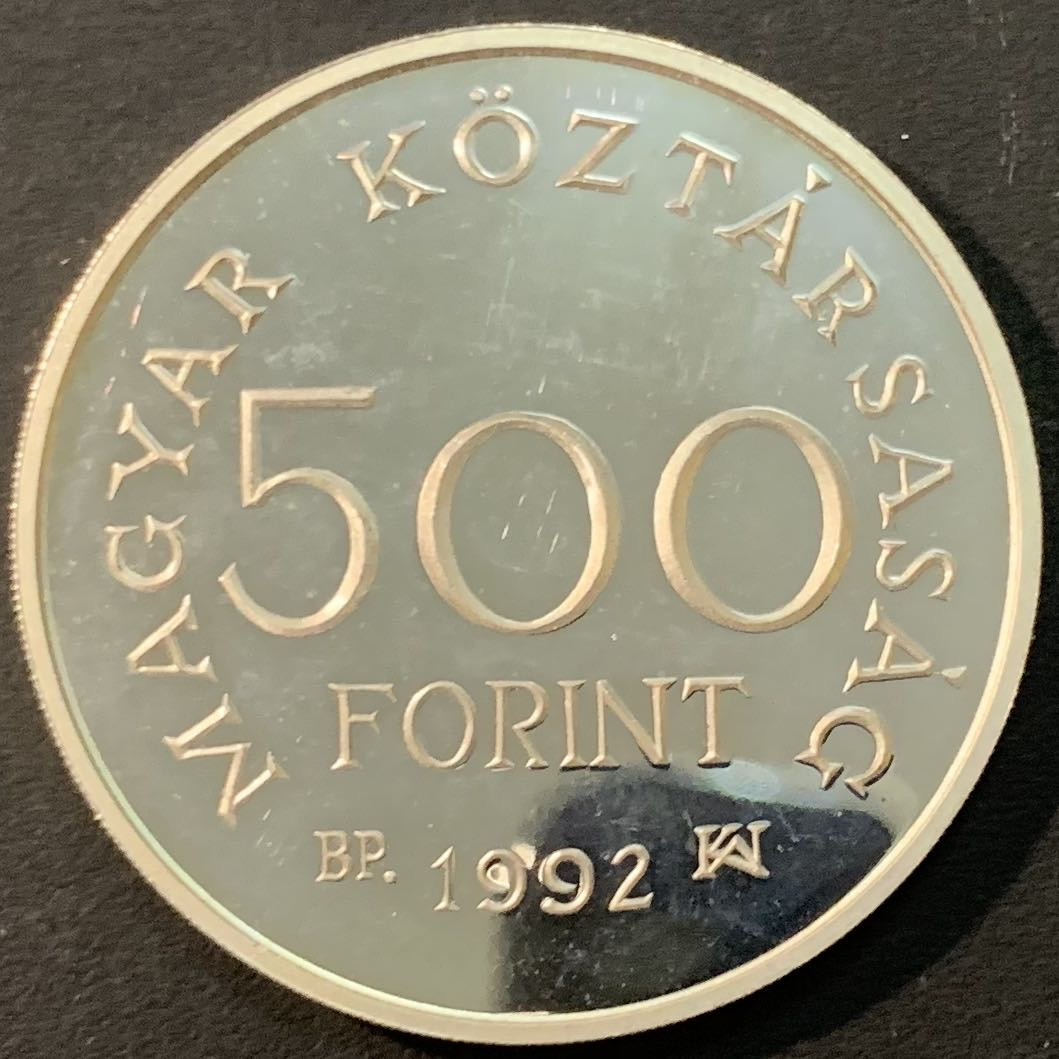 MAGYAR KÖZTÁRSASÁG
500
FORINT
BP. 1992